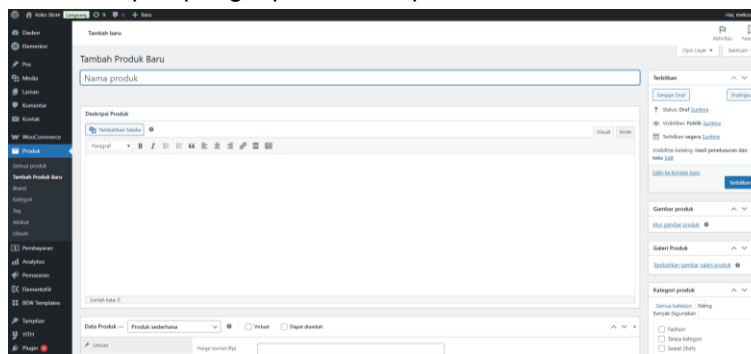 Koko Store Langsung 9 0 + Baru
Hai, melkor
Dasbor
Elementor
Pos
Media
Laman
Komentar
Kontak
WooCommerce
Produk
Semua produk
Tambah Produk Baru
Brand
Kategori
Tag
Atribut
Ulasan
Pembayaran
Analytics
Pemasaran
ElementsKit
BEW Templates
Tampilan
YITH
Plugin
Tambah baru
Aktivitas
Opsi Layar
Bantuan
Tambah Produk Baru
Nama produk
Deskripsi Produk
Tambahkan Media
Visual Kode
Paragraf B I
Jumlah kata: 0
Data Produk — Produk sederhana Virtual Dapat diunduh
Umum
Harga normal (Rp)
Terbitkan
Simpan Draf
Status: Draf Sunting
Visibilitas: Publik Sunting
Terbitkan segera Sunting
Visibilitas katalog: Hasil penelusuran dan
toko Edit
Salin ke konsep baru
Terbitkan
Gambar produk
Atur gambar produk
Galeri Produk
Tambahkan gambar galeri produk
Kategori produk
Semua kategori Paling
Banyak Digunakan
Fashion
Tanpa kategori
Sweat Shirts